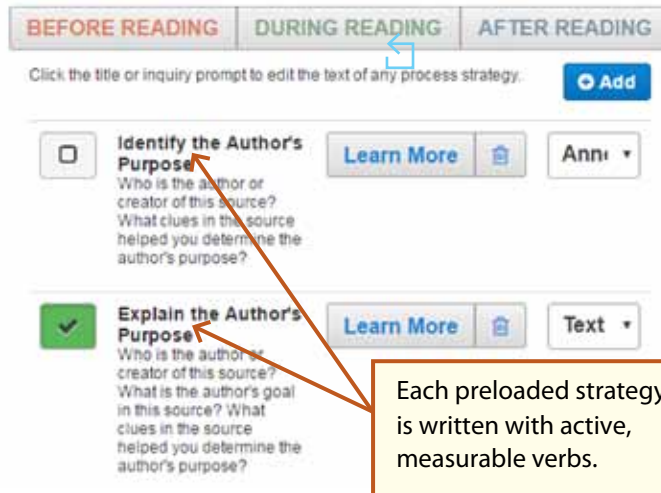 BEFORE READING DURING READING AFTER READING
Click the title or inquiry prompt to edit the text of any process strategy.
Add
Identify the Author's
Purpose
Who is the author or
creator of this source?
What clues in the source
helped you determine the
author's purpose?
Learn More
Ann
Explain the Author's
Purpose
Who is the author or
creator of this source?
What is the author's goal
in this source? What
clues in the source
helped you determine the
author's purpose?
Learn More
Text
Each preloaded strategy
is written with active,
measurable verbs.